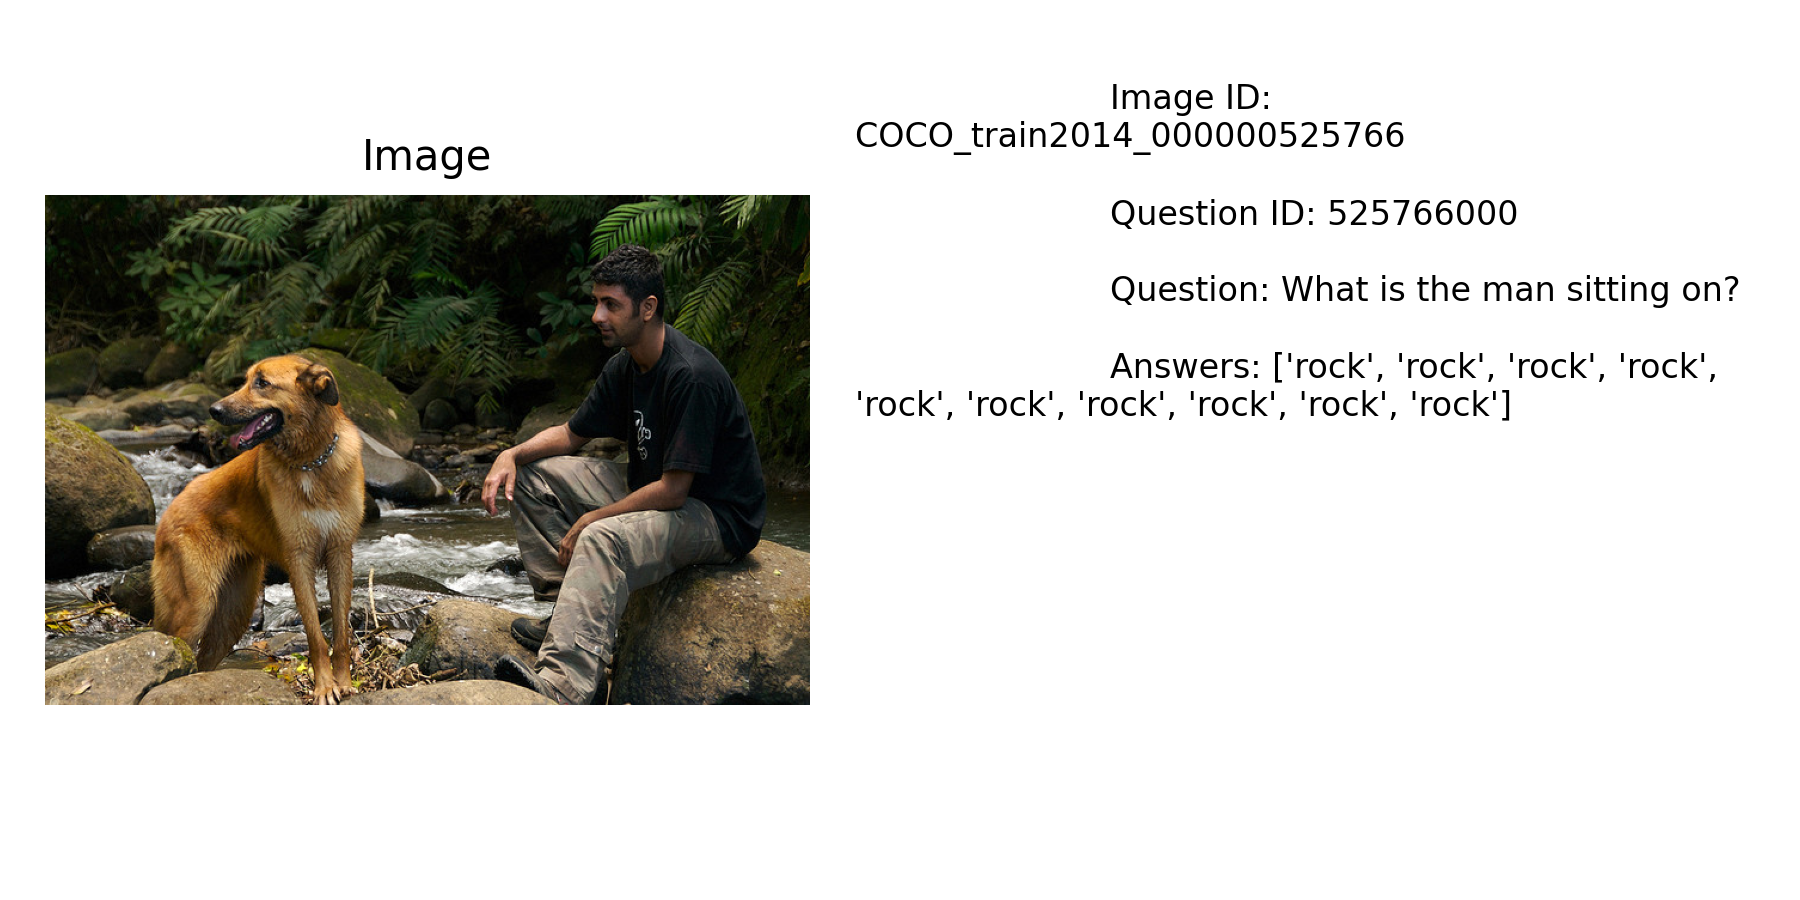 Image
Image ID:
COCO_train2014_000000525766
Question ID: 525766000
Question: What is the man sitting on?
Answers: ['rock', 'rock', 'rock', 'rock',
'rock', 'rock', 'rock', 'rock', 'rock', 'rock']